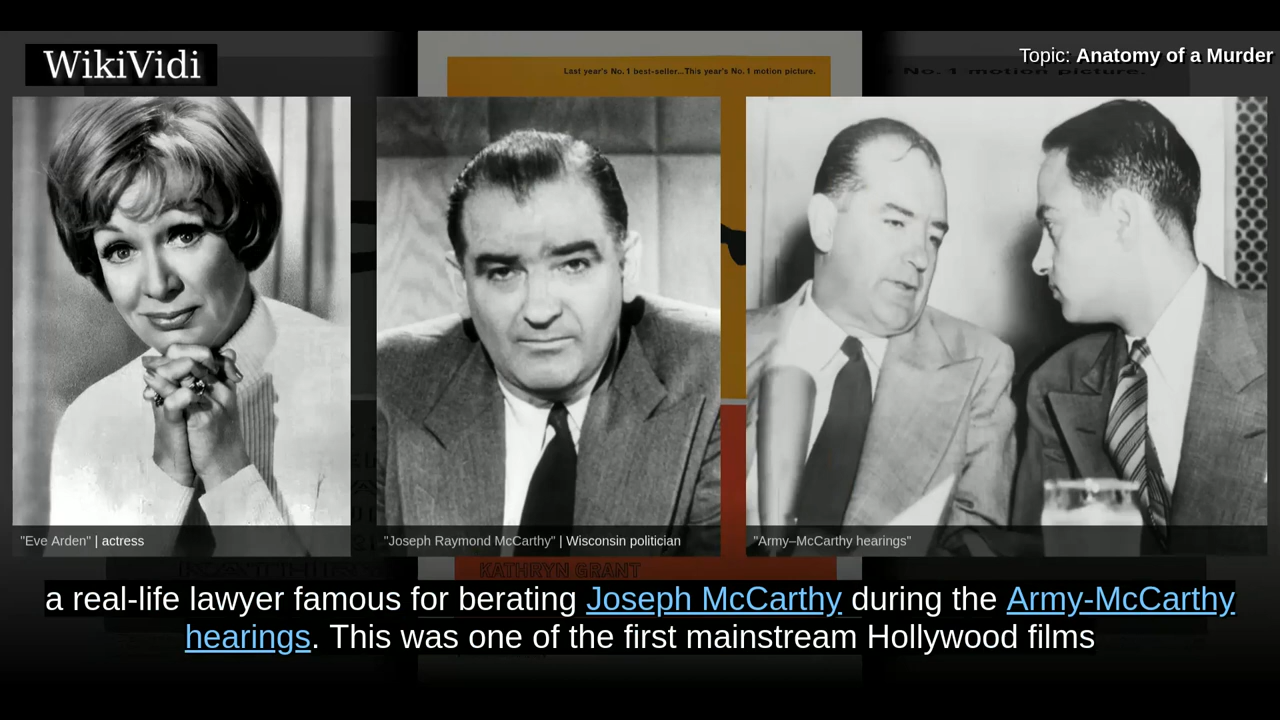 WikiVidi
Topic: Anatomy of a Murder
Last year's No. 1 best-seller...This year's No. 1 motion picture.
No. 1 motion picture.
"Eve Arden" | actress
"Joseph Raymond McCarthy" | Wisconsin politician
"Army–McCarthy hearings"
KATHRYN GRANT
a real-life lawyer famous for berating Joseph McCarthy during the Army-McCarthy
hearings. This was one of the first mainstream Hollywood films